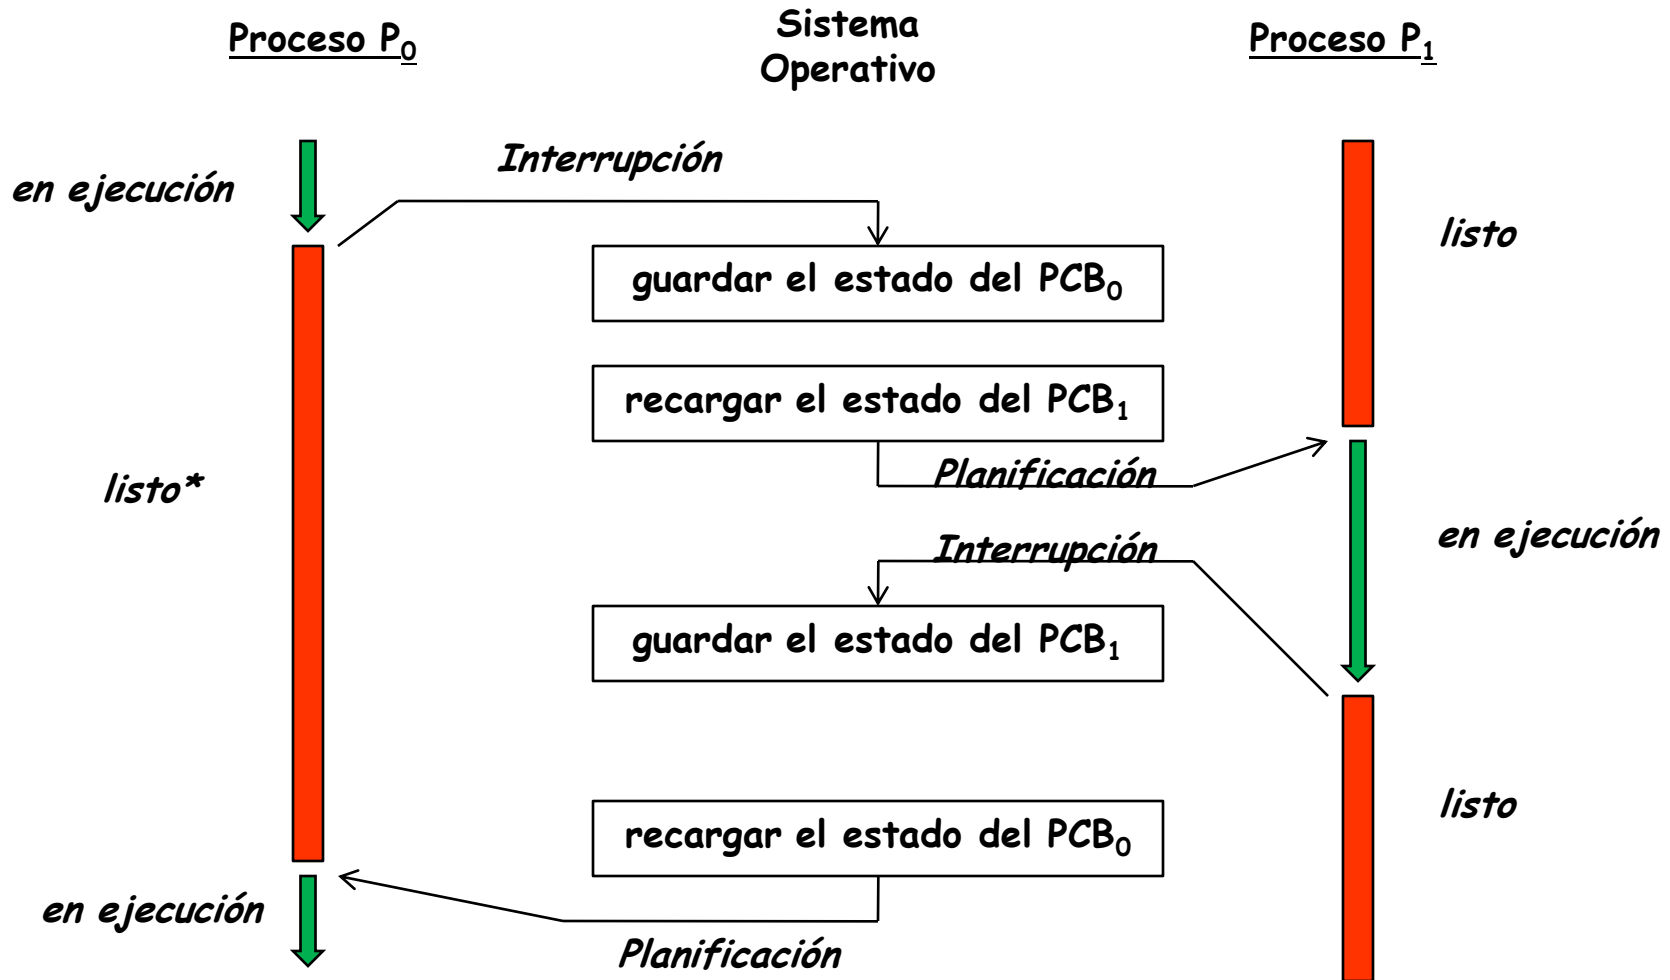 Proceso P₀
Sistema
Operativo
Proceso P₁
en ejecución
Interrupción
listo
guardar el estado del PCB₀
recargar el estado del PCB₁
listo*
Planificación
en ejecución
Interrupción
guardar el estado del PCB₁
listo
recargar el estado del PCB₀
en ejecución
Planificación